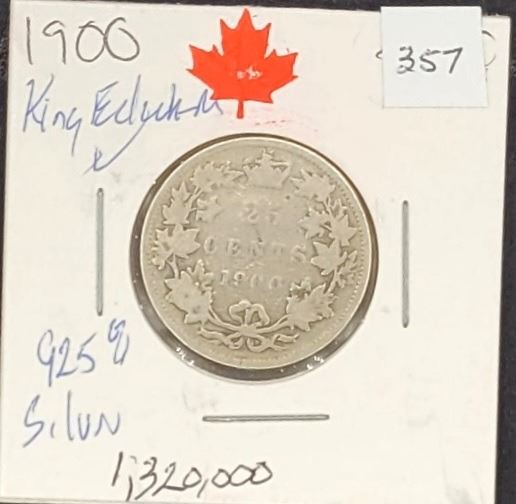 1900
357
King Edward
25
CENTS
1900
925%
Silver
1,320,000